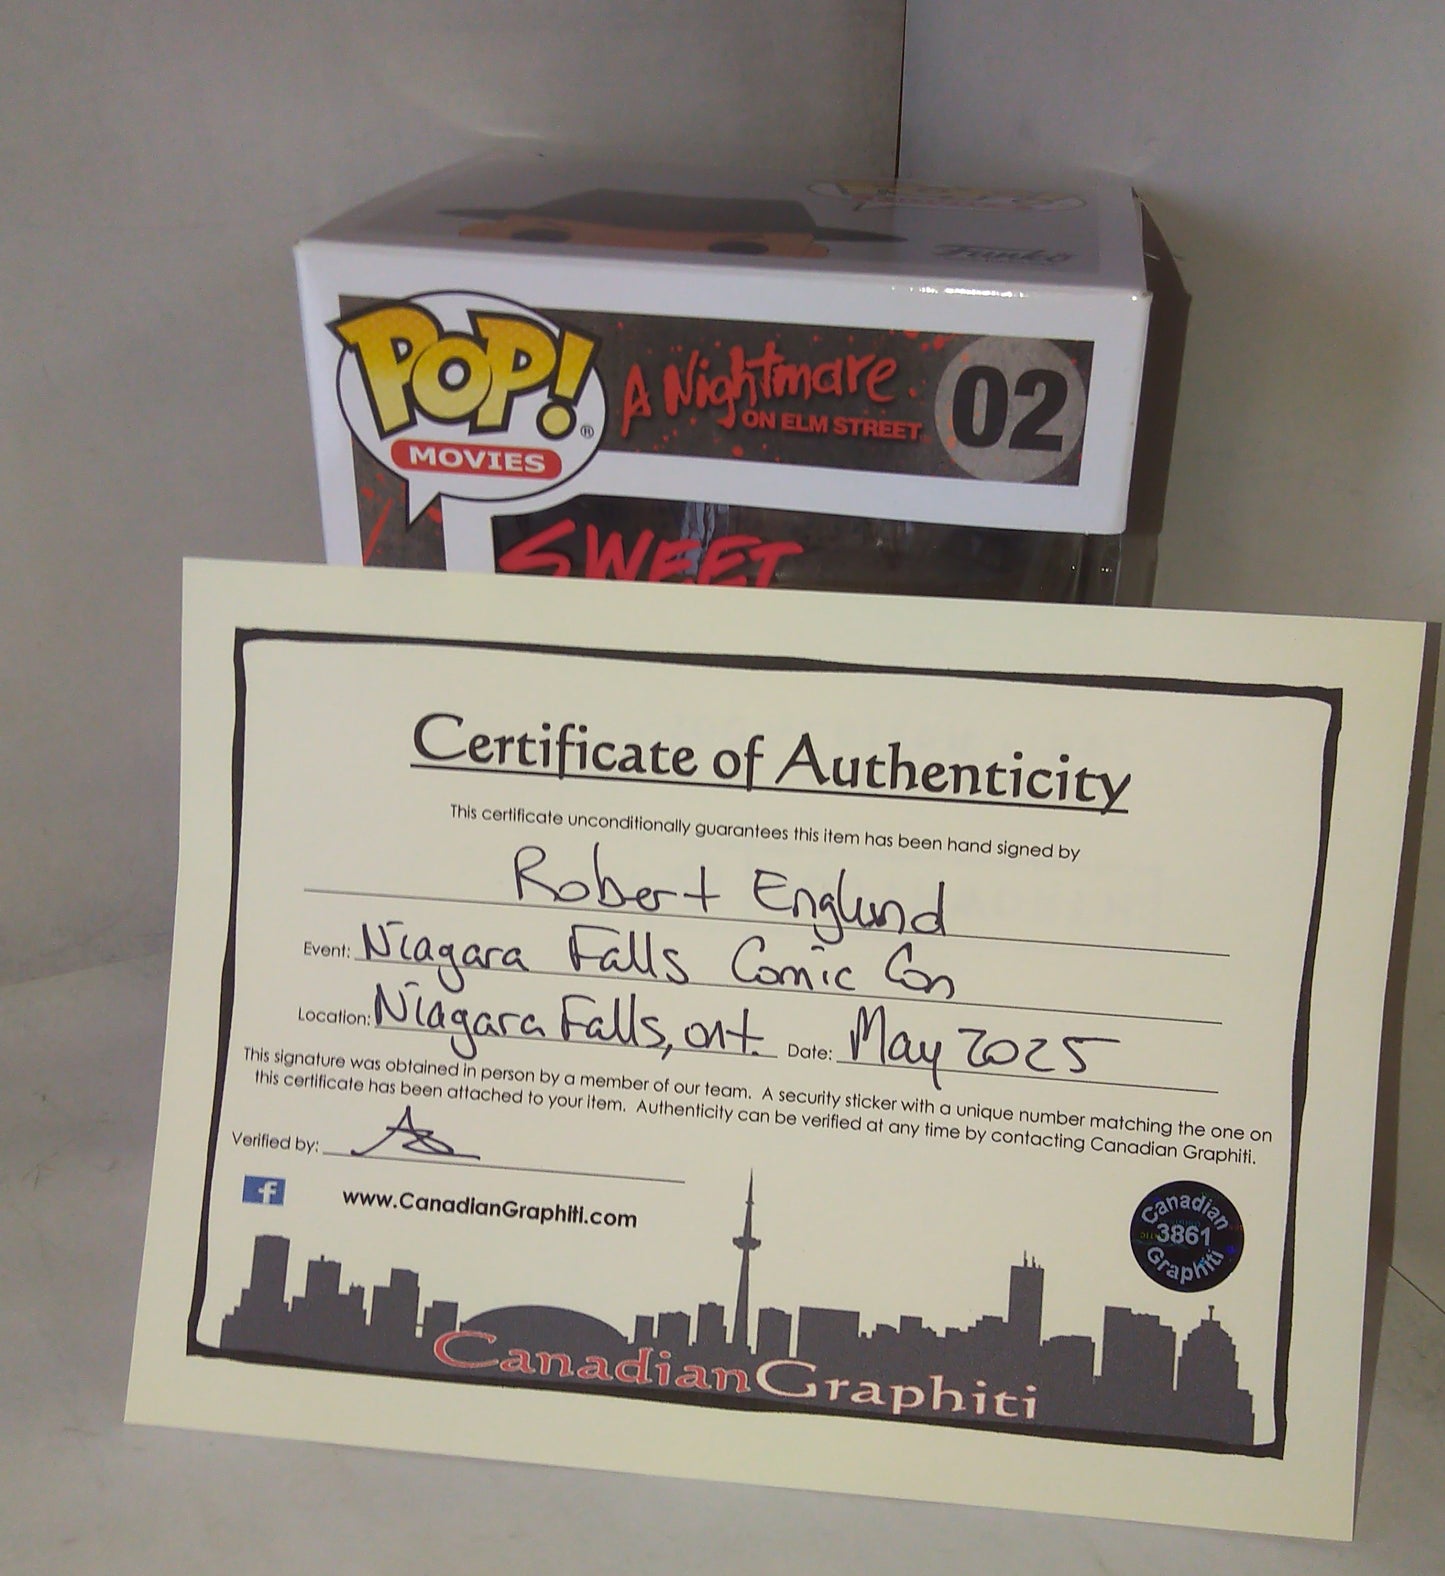 Funko
POP!®
MOVIES
A Nightmare
ON ELM STREET
02
SWEET
Certificate of Authenticity
This certificate unconditionally guarantees this item has been hand signed by
Robert Englund
Event: Niagara Falls Comic Con
Location: Niagara Falls, ont. Date: May 2025
This signature was obtained in person by a member of our team. A security sticker with a unique number matching the one on
this certificate has been attached to your item. Authenticity can be verified at any time by contacting Canadian Graphiti.
Verified by:
f
www.CanadianGraphiti.com
Canadian
3861
Graphiti
CanadianGraphiti